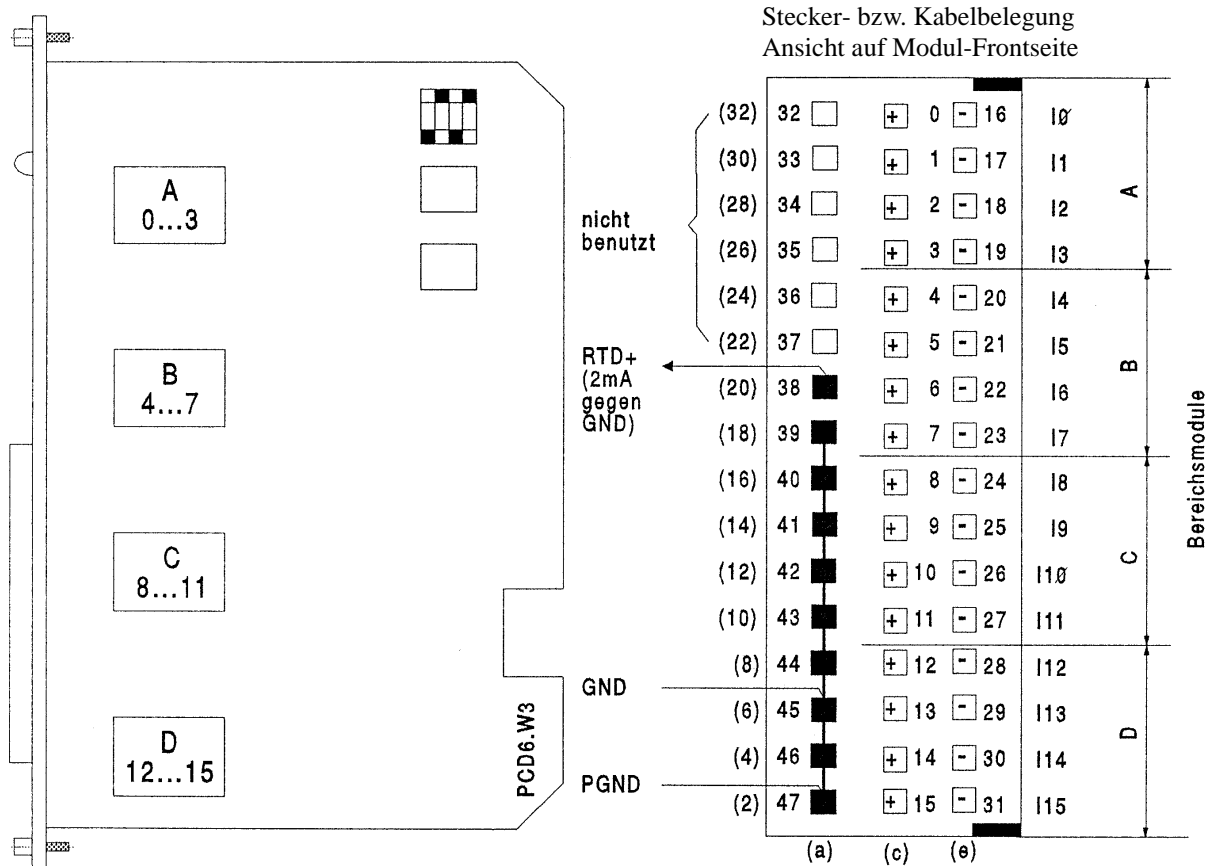 Stecker- bzw. Kabelbelegung
Ansicht auf Modul-Frontseite
A
0...3
B
4...7
C
8...11
D
12...15
PCD6.W3
nicht
benutzt
RTD+
(2mA
gegen
GND)
GND
PGND
(32) 32 + 0 - 16 I0
(30) 33 + 1 - 17 I1
(28) 34 + 2 - 18 I2
(26) 35 + 3 - 19 I3
(24) 36 + 4 - 20 I4
(22) 37 + 5 - 21 I5
(20) 38 + 6 - 22 I6
(18) 39 + 7 - 23 I7
(16) 40 + 8 - 24 I8
(14) 41 + 9 - 25 I9
(12) 42 + 10 - 26 I10
(10) 43 + 11 - 27 I11
(8) 44 + 12 - 28 I12
(6) 45 + 13 - 29 I13
(4) 46 + 14 - 30 I14
(2) 47 + 15 - 31 I15
(a) (c) (e)
A
B
C
D
Bereichsmodule